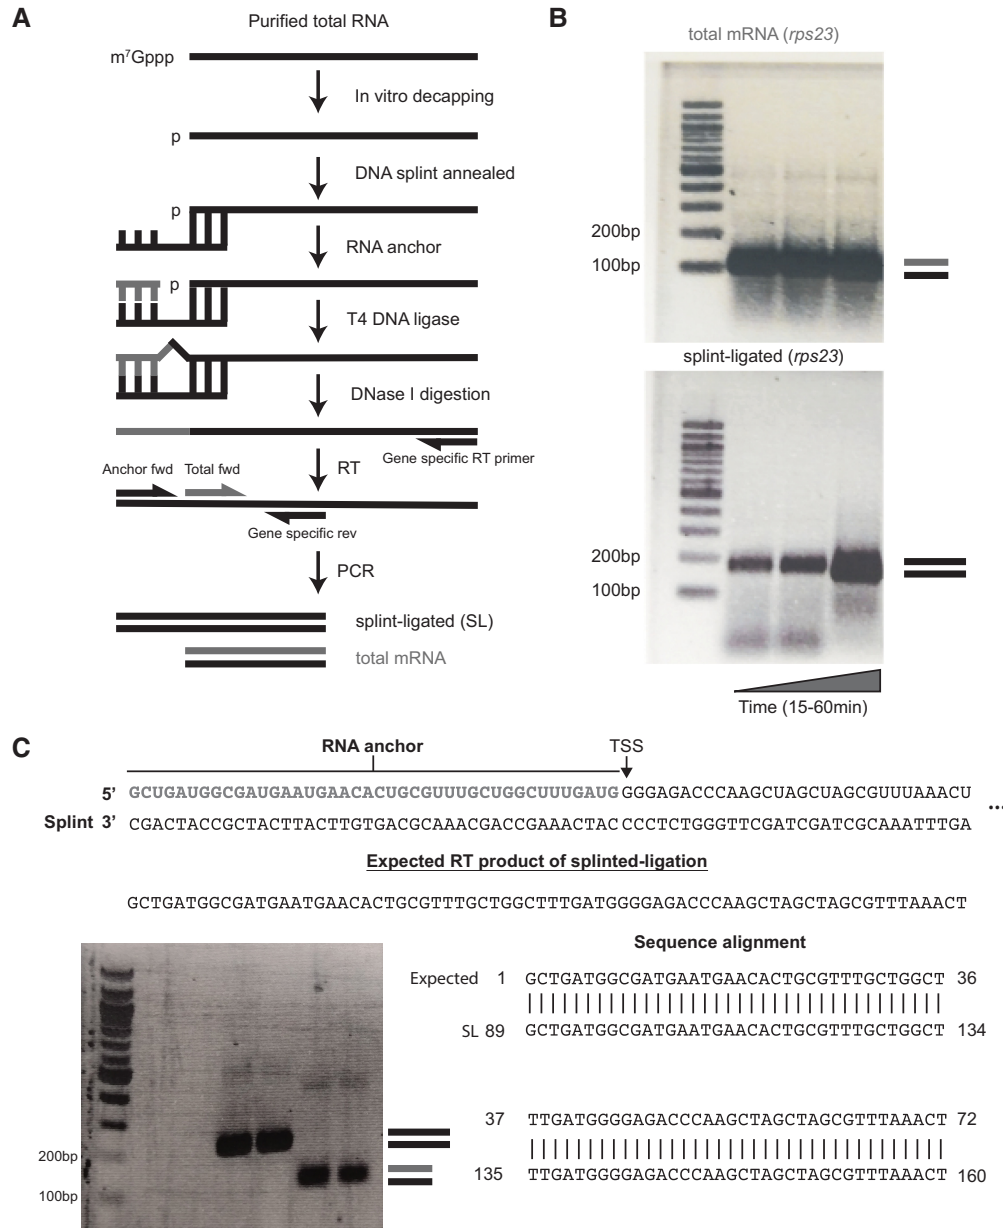 A
Purified total RNA
m⁷Gppp
In vitro decapping
p
DNA splint annealed
p
RNA anchor
p
T4 DNA ligase
DNase I digestion
Gene specific RT primer
RT
Anchor fwd
Total fwd
Gene specific rev
PCR
splint-ligated (SL)
total mRNA
B
total mRNA (rps23)
200bp
100bp
splint-ligated (rps23)
200bp
100bp
Time (15-60min)
C
RNA anchor
TSS
5’ GCUGAUGGCGAUGAAUGAACACUGCGUUUGCUGGCUUUGAUGGGGAGACCCAAGCUAGCUAGCGUUUAAACU ...
Splint 3’ CGACTACCGCTACTTACTTGTGACGCAAACGACCGAAACTACCCCTCTGGGTTCGATCGATCGCAAATTTGA
Expected RT product of splinted-ligation
GCTGATGGCGATGAATGAACACTGCGTTTGCTGGCTTTGATGGGGAGACCCAAGCTAGCTAGCGTTTAAACT
200bp
100bp
Sequence alignment
Expected 1 GCTGATGGCGATGAATGAACACTGCGTTTGCTGGCT 36
SL 89 GCTGATGGCGATGAATGAACACTGCGTTTGCTGGCT 134
37 TTGATGGGGAGACCCAAGCTAGCTAGCGTTTAAACT 72
135 TTGATGGGGAGACCCAAGCTAGCTAGCGTTTAAACT 160